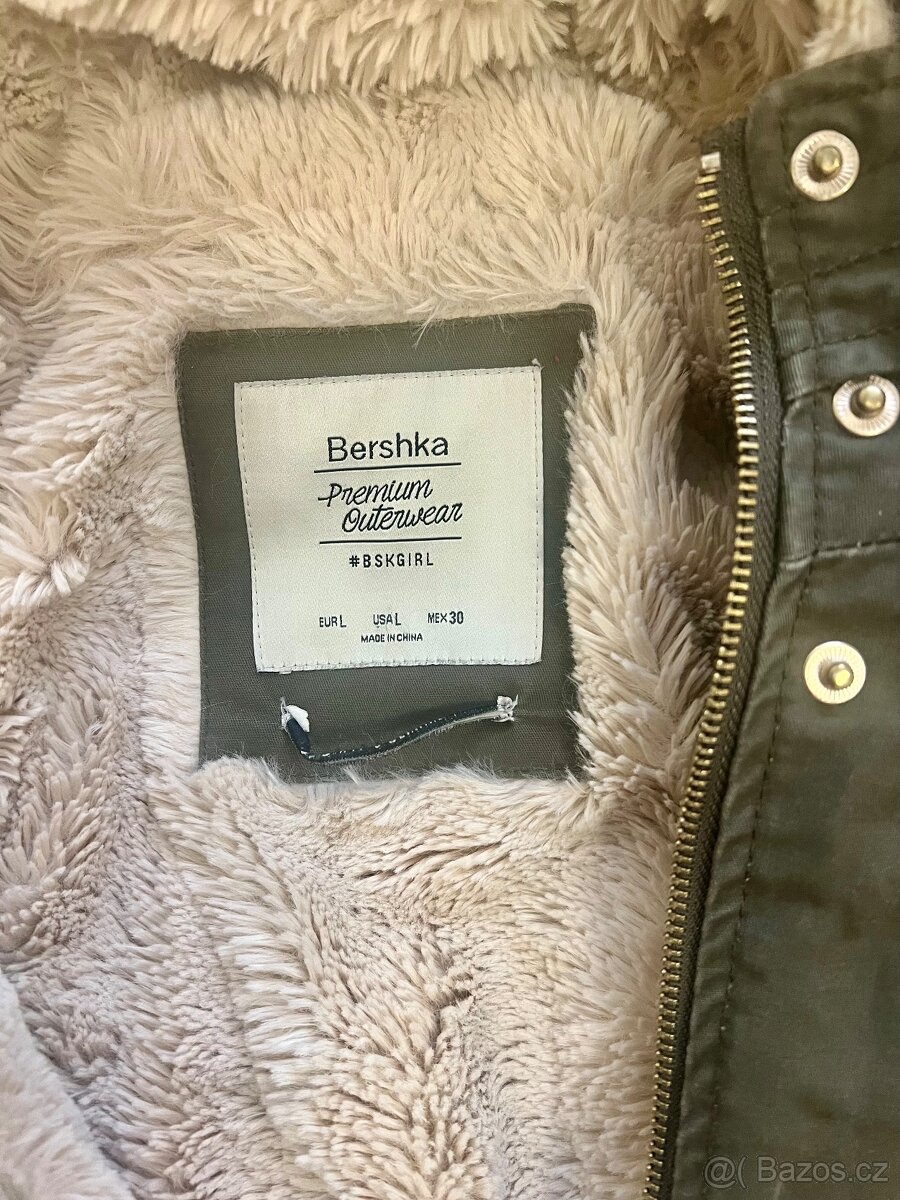 Bershka
Premium
Outerwear
#BSKGIRL
EUR L USA L MEX 30
MADE IN CHINA
@( Bazos.cz